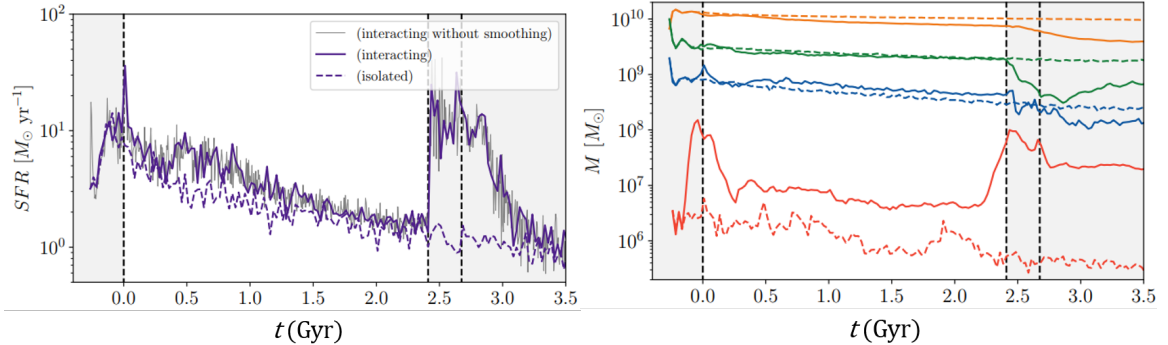 SFR [M⊙ yr⁻¹]
10²
10¹
10⁰
(interacting without smoothing)
(interacting)
(isolated)
0.0 0.5 1.0 1.5 2.0 2.5 3.0 3.5
t (Gyr)
M [M⊙]
10¹⁰
10⁹
10⁸
10⁷
10⁶
0.0 0.5 1.0 1.5 2.0 2.5 3.0 3.5
t (Gyr)